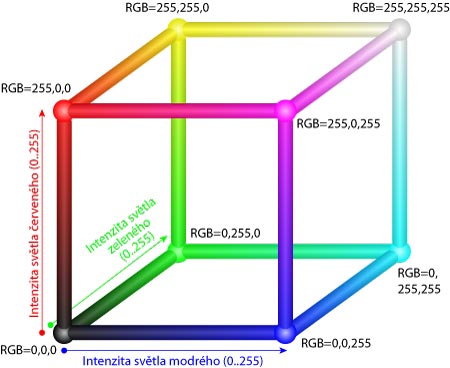 RGB=255,255,0
RGB=255,255,255
RGB=255,0,0
RGB=255,0,255
Intenzita světla červeného (0..255)
Intenzita světla
zeleného
(0..255)
RGB=0,255,0
RGB=0,
255,255
RGB=0,0,0
RGB=0,0,255
Intenzita světla modrého (0..255)